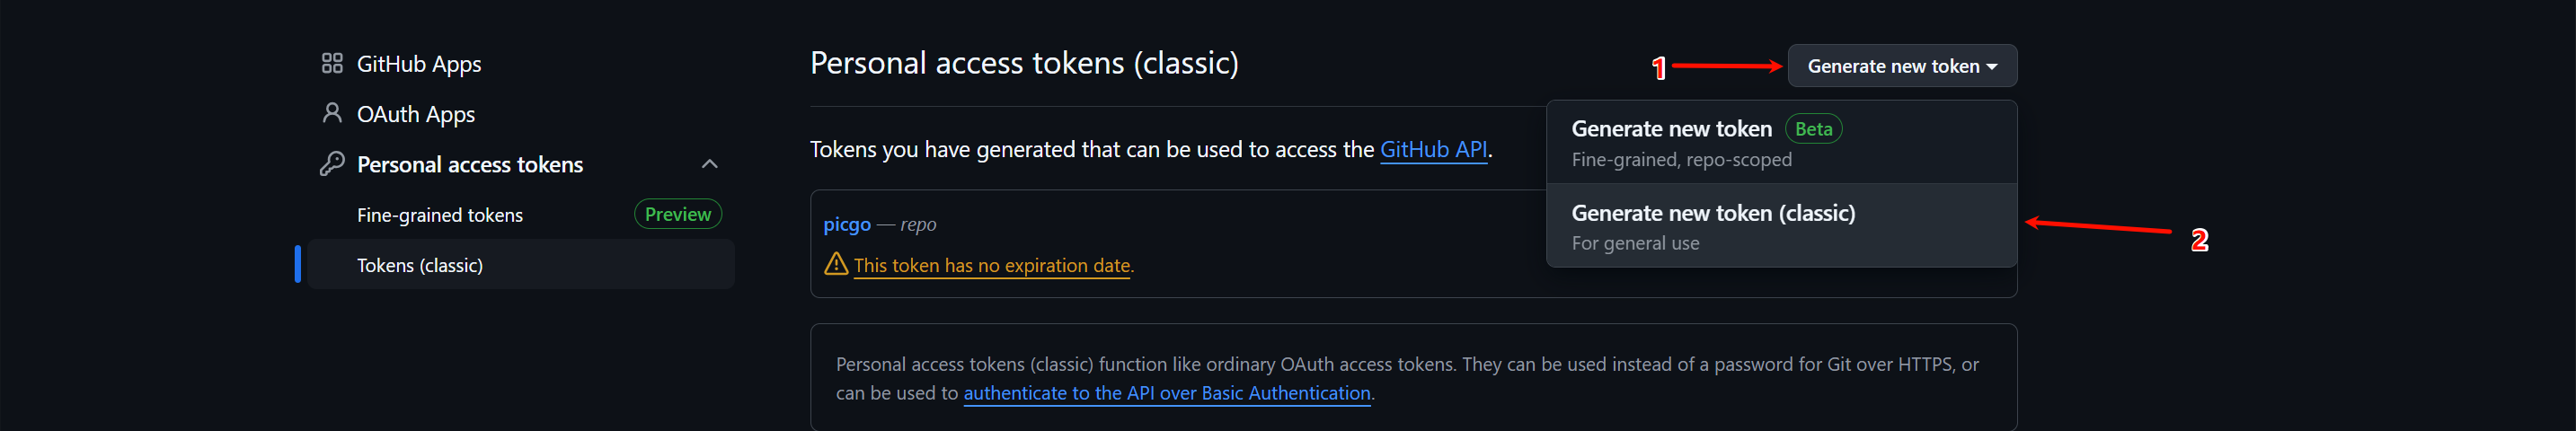 GitHub Apps
OAuth Apps
Personal access tokens
Fine-grained tokens Preview
Tokens (classic)
Personal access tokens (classic)
1
Generate new token
Generate new token Beta
Fine-grained, repo-scoped
Generate new token (classic)
For general use
2
Tokens you have generated that can be used to access the GitHub API.
picgo — repo
This token has no expiration date.
Personal access tokens (classic) function like ordinary OAuth access tokens. They can be used instead of a password for Git over HTTPS, or
can be used to authenticate to the API over Basic Authentication.